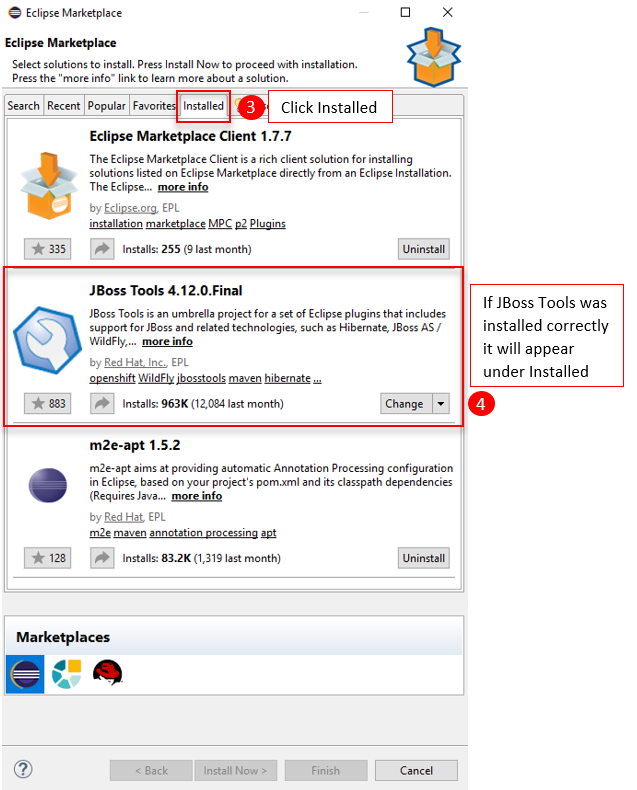 Eclipse Marketplace
Eclipse Marketplace
Select solutions to install. Press Install Now to proceed with installation.
Press the "more info" link to learn more about a solution.
Search Recent Popular Favorites Installed
3 Click Installed
Eclipse Marketplace Client 1.7.7
The Eclipse Marketplace Client is a rich client solution for installing
solutions listed on Eclipse Marketplace directly from an Eclipse Installation.
The Eclipse... more info
by Eclipse.org, EPL
installation marketplace MPC p2 Plugins
335 Installs: 255 (9 last month) Uninstall
JBoss Tools 4.12.0.Final
JBoss Tools is an umbrella project for a set of Eclipse plugins that includes
support for JBoss and related technologies, such as Hibernate, JBoss AS /
WildFly,... more info
by Red Hat, Inc., EPL
openshift WildFly jbosstools maven hibernate ...
883 Installs: 963K (12,084 last month) Change
If JBoss Tools was
installed correctly
it will appear
under Installed
4
m2e-apt 1.5.2
m2e-apt aims at providing automatic Annotation Processing configuration
in Eclipse, based on your project's pom.xml and its classpath dependencies
(Requires Java... more info
by Red Hat, EPL
m2e maven annotation processing apt
128 Installs: 83.2K (1,319 last month) Uninstall
Marketplaces
? < Back Install Now > Finish Cancel